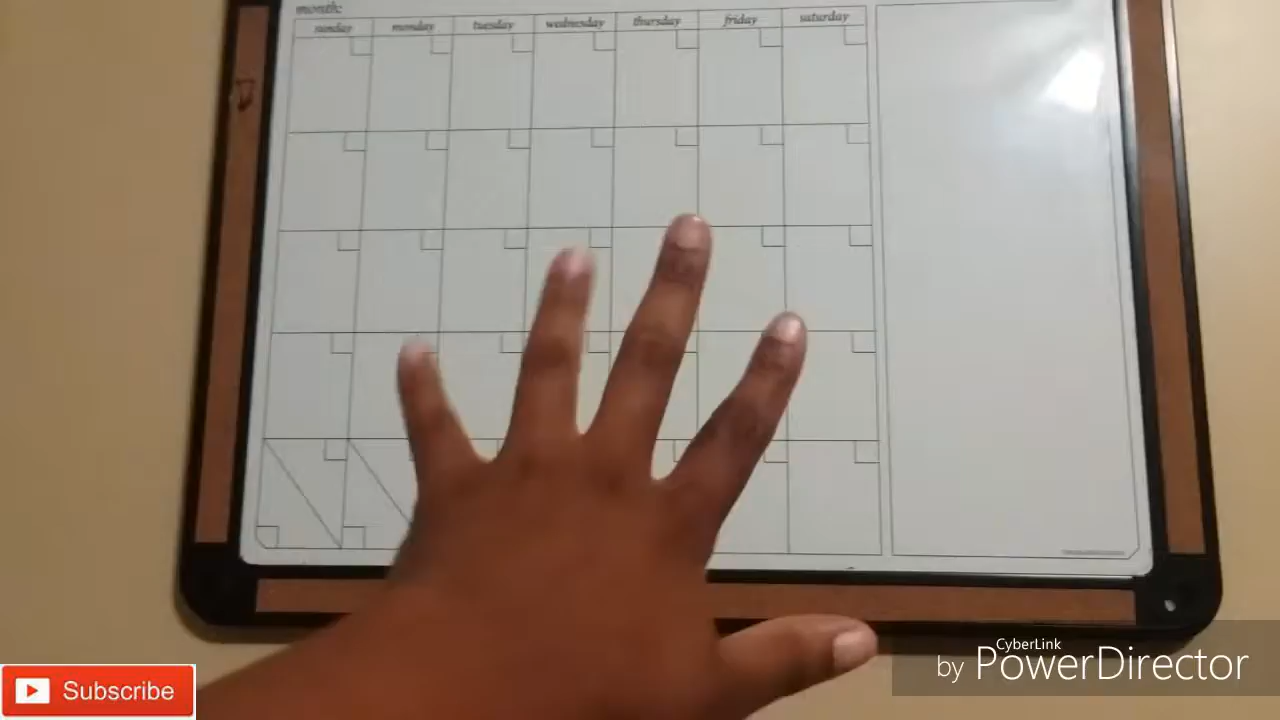 month:
sunday monday tuesday wednesday thursday friday saturday
CyberLink
by PowerDirector
Subscribe